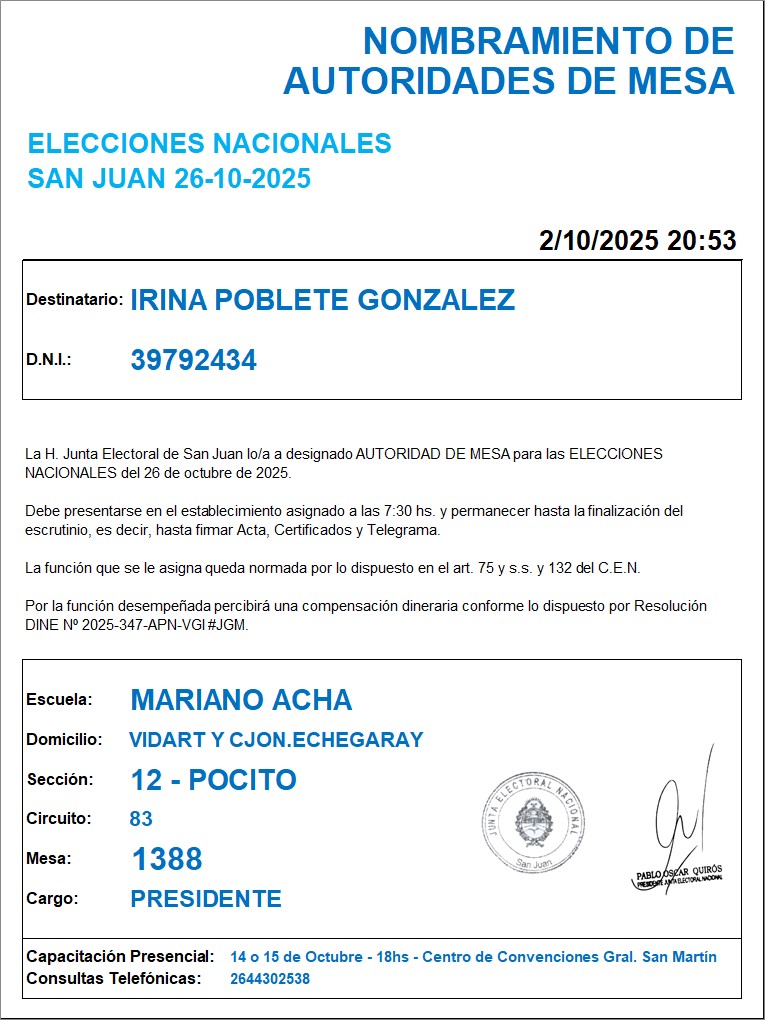 NOMBRAMIENTO DE
AUTORIDADES DE MESA
ELECCIONES NACIONALES
SAN JUAN 26-10-2025
2/10/2025 20:53
Destinatario: IRINA POBLETE GONZALEZ
D.N.I.: 39792434
La H. Junta Electoral de San Juan lo/a a designado AUTORIDAD DE MESA para las ELECCIONES
NACIONALES del 26 de octubre de 2025.
Debe presentarse en el establecimiento asignado a las 7:30 hs. y permanecer hasta la finalización del
escrutinio, es decir, hasta firmar Acta, Certificados y Telegrama.
La función que se le asigna queda normada por lo dispuesto en el art. 75 y s.s. y 132 del C.E.N.
Por la función desempeñada percibirá una compensación dineraria conforme lo dispuesto por Resolución
DINE Nº 2025-347-APN-VGI#JGM.
Escuela: MARIANO ACHA
Domicilio: VIDART Y CJON.ECHEGARAY
Sección: 12 - POCITO
Circuito: 83
Mesa: 1388
Cargo: PRESIDENTE
JUNTA ELECTORAL NACIONAL
San Juan
PABLO OSCAR QUIRÓS
PRESIDENTE JUNTA ELECTORAL NACIONAL
Capacitación Presencial: 14 o 15 de Octubre - 18hs - Centro de Convenciones Gral. San Martín
Consultas Telefónicas: 2644302538